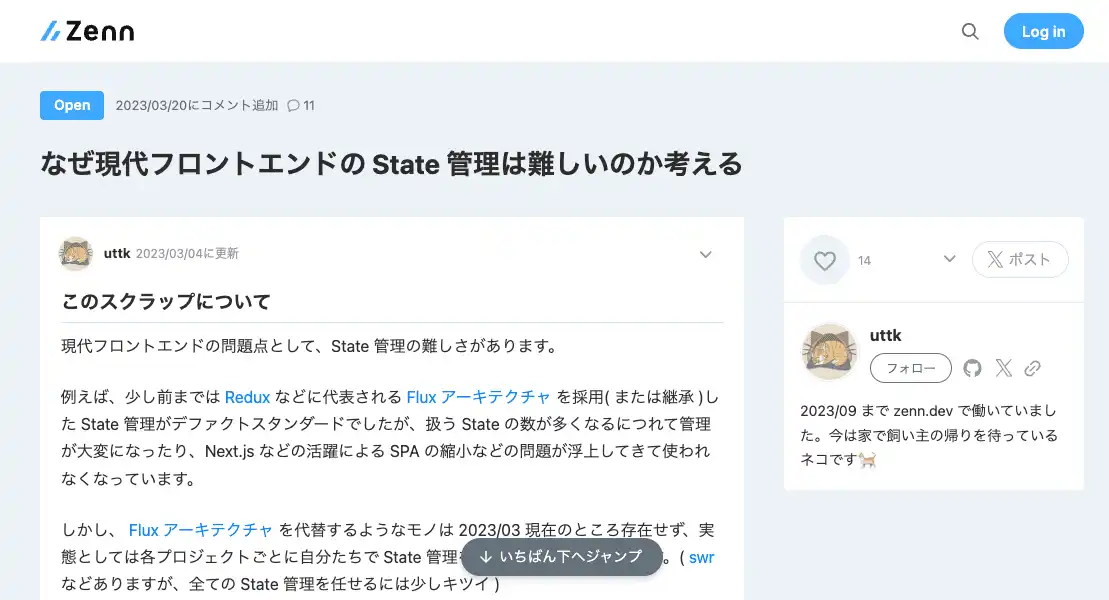 Zenn
Log in
Open 2023/03/20にコメント追加 11
なぜ現代フロントエンドの State 管理は難しいのか考える
uttk 2023/03/04に更新
このスクラップについて
現代フロントエンドの問題点として、State 管理の難しさがあります。
例えば、少し前までは Redux などに代表される Flux アーキテクチャ を採用( または継承 )し
た State 管理がデファクトスタンダードでしたが、扱う State の数が多くなるにつれて管理
が大変になったり、Next.js などの活躍による SPA の縮小などの問題が浮上してきて使われ
なくなっています。
しかし、 Flux アーキテクチャ を代替するようなモノは 2023/03 現在のところ存在せず、実
態としては各プロジェクトごとに自分たちで State 管理 。( swr
などありますが、全ての State 管理を任せるには少しキツイ )
↓ いちばん下へジャンプ
14
ポスト
uttk
フォロー
2023/09 まで zenn.dev で働いていまし
た。今は家で飼い主の帰りを待っている
ネコです🐈